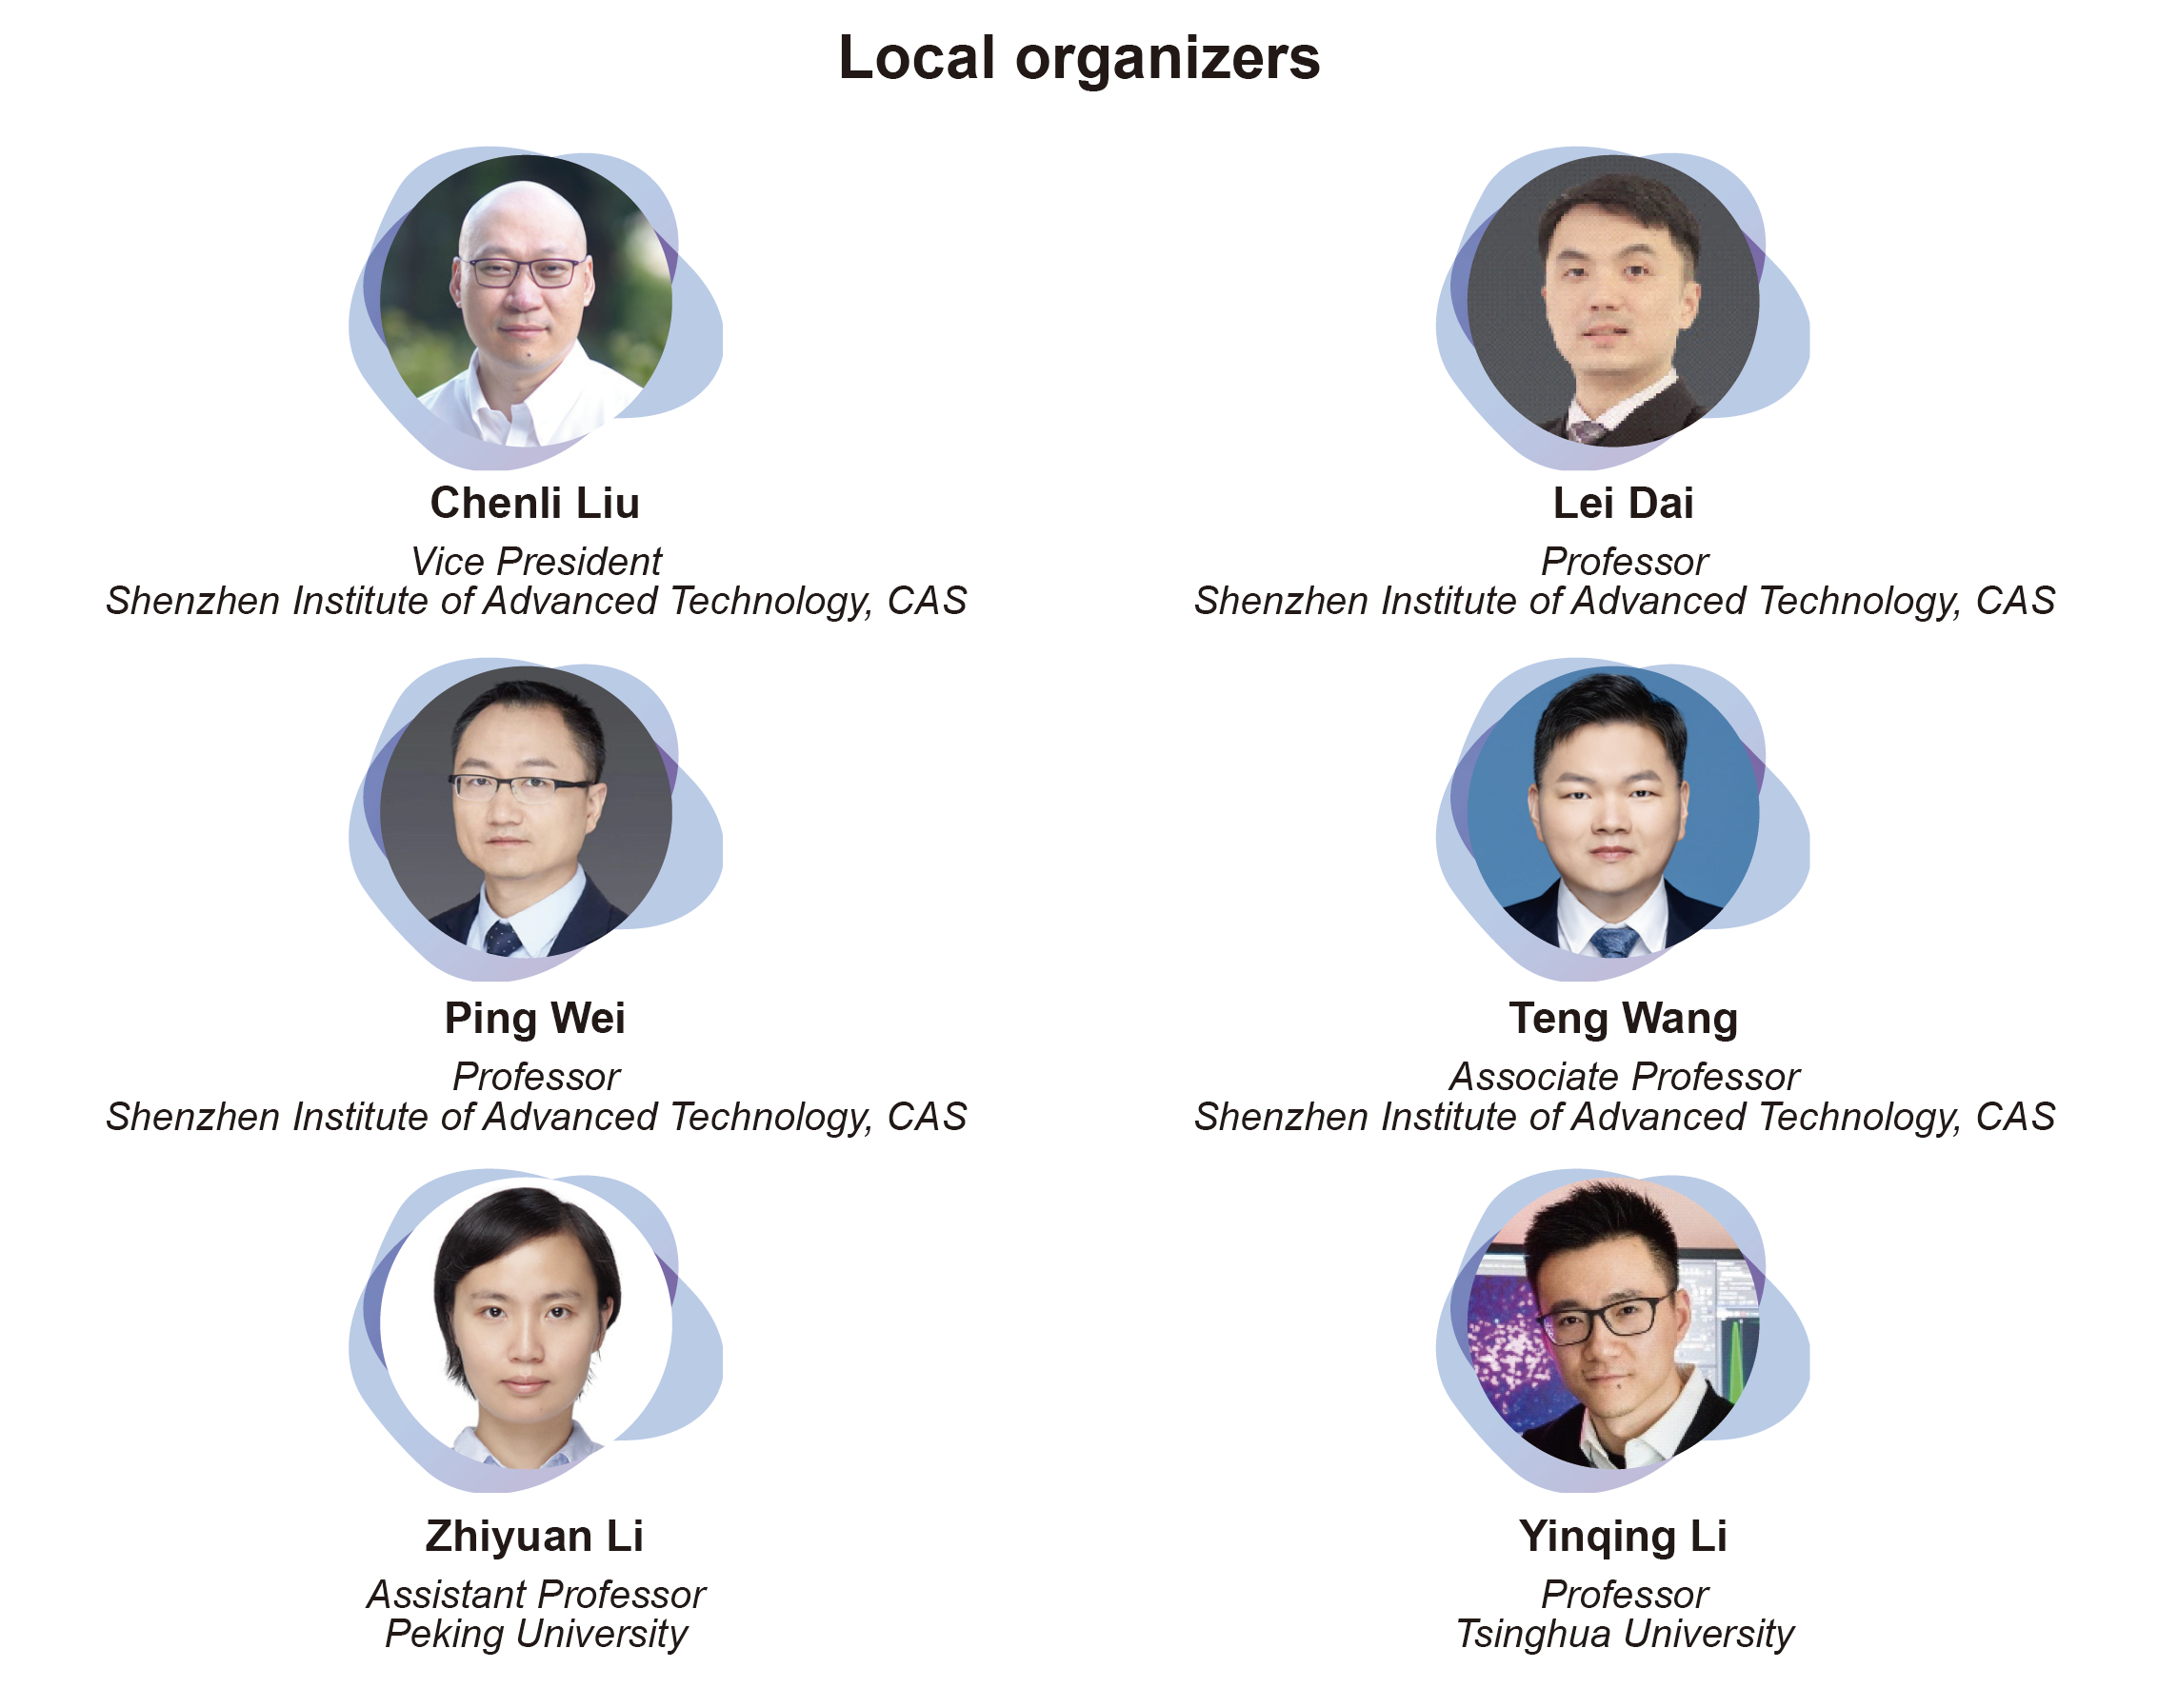 Local organizers
Chenli Liu
Vice President
Shenzhen Institute of Advanced Technology, CAS
Lei Dai
Professor
Shenzhen Institute of Advanced Technology, CAS
Ping Wei
Professor
Shenzhen Institute of Advanced Technology, CAS
Teng Wang
Associate Professor
Shenzhen Institute of Advanced Technology, CAS
Zhiyuan Li
Assistant Professor
Peking University
Yinqing Li
Professor
Tsinghua University